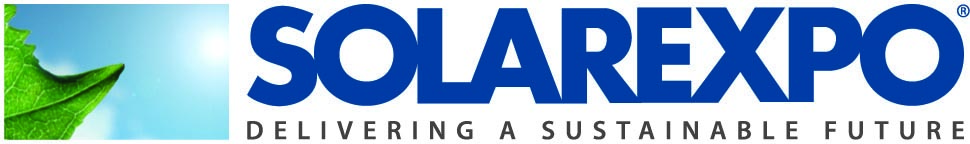 SOLAREXPO®
DELIVERING A SUSTAINABLE FUTURE